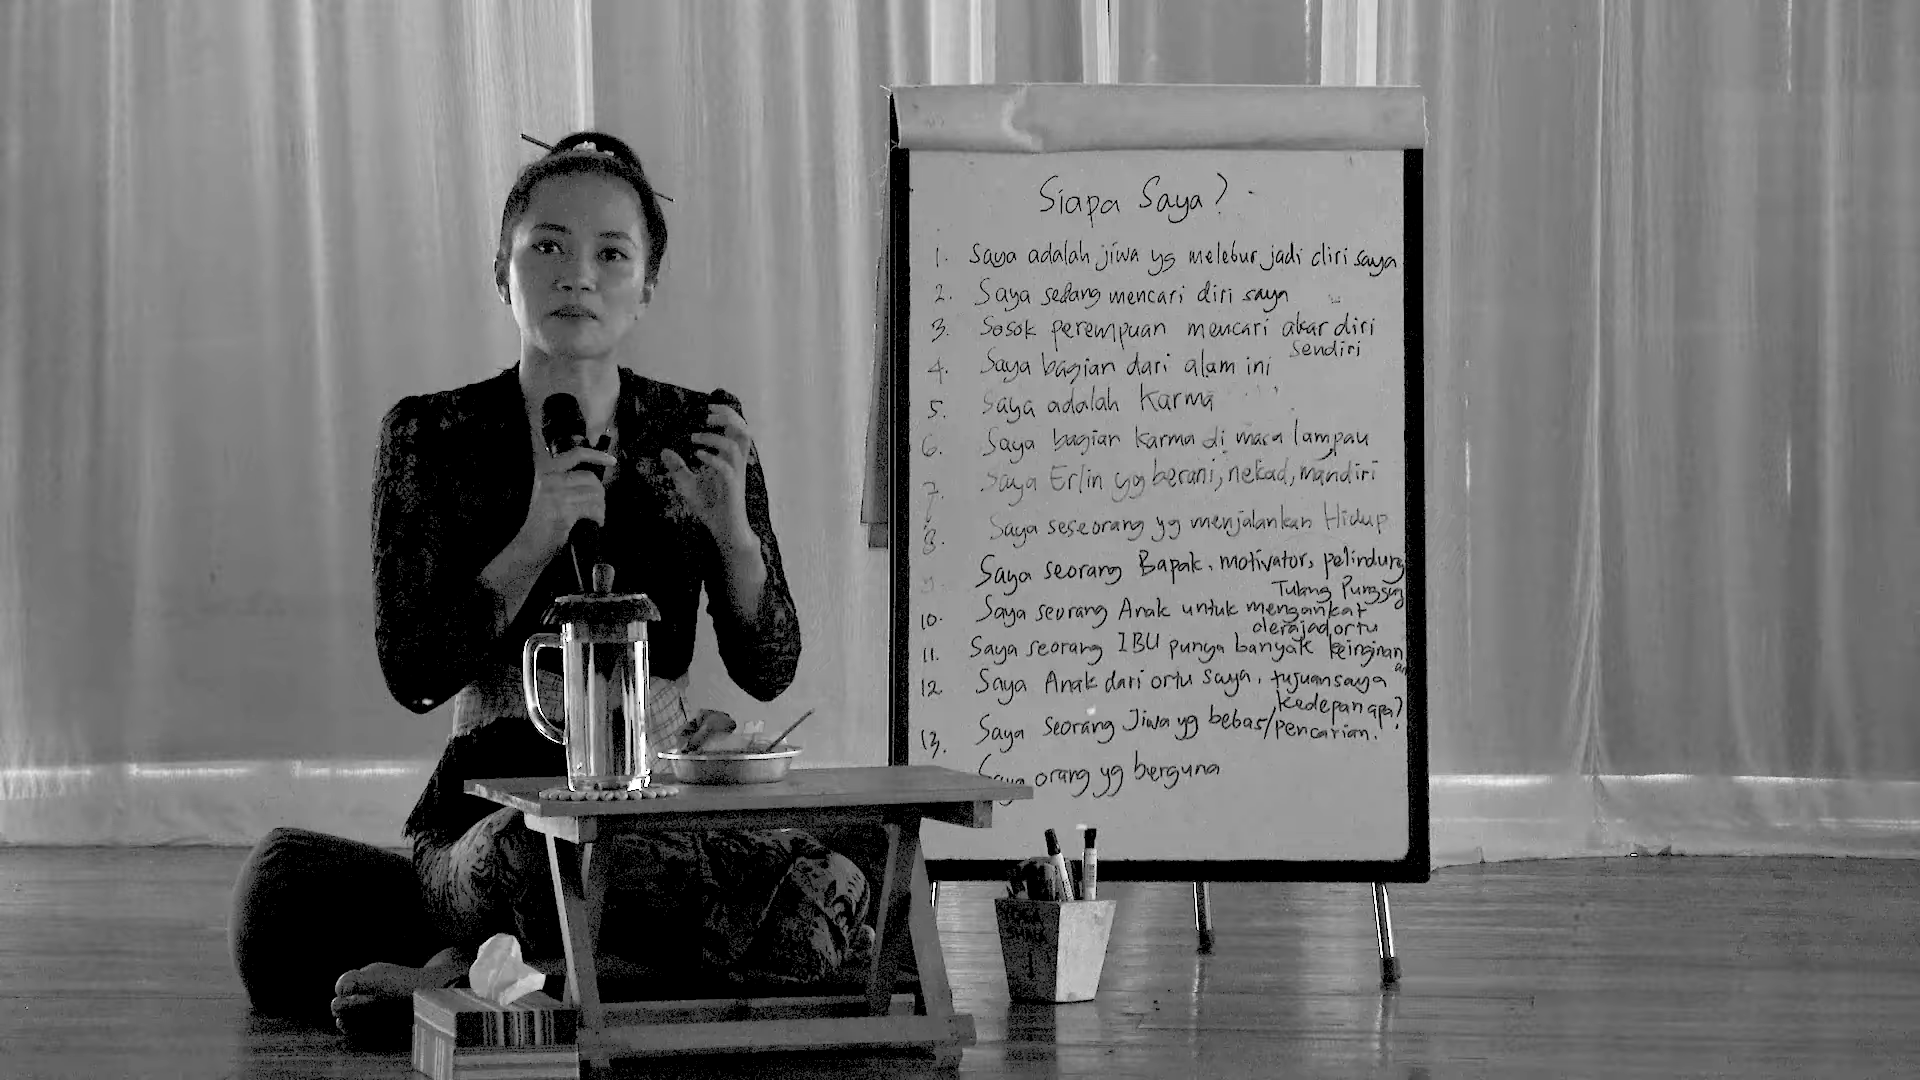 Siapa Saya?
1. Saya adalah jiwa yg melebur jadi diri saya
2. Saya sedang mencari diri saya
3. Sosok perempuan mencari akar diri
sendiri
4. Saya bagian dari alam ini
5. Saya adalah Karma
6. Saya bagian karma di masa lampau
7. Saya Erlin yg berani, nekad, mandiri
8. Saya seseorang yg menjalankan Hidup
9. Saya seorang Bapak, motivator, pelindung
Tulang Punggung
10. Saya seorang Anak untuk mengankat
derajad ortu
11. Saya seorang IBU punya banyak keinginan
12. Saya Anak dari ortu saya, tujuan saya
kedepan apa?
13. Saya seorang Jiwa yg bebas/pencarian.
Saya orang yg berguna